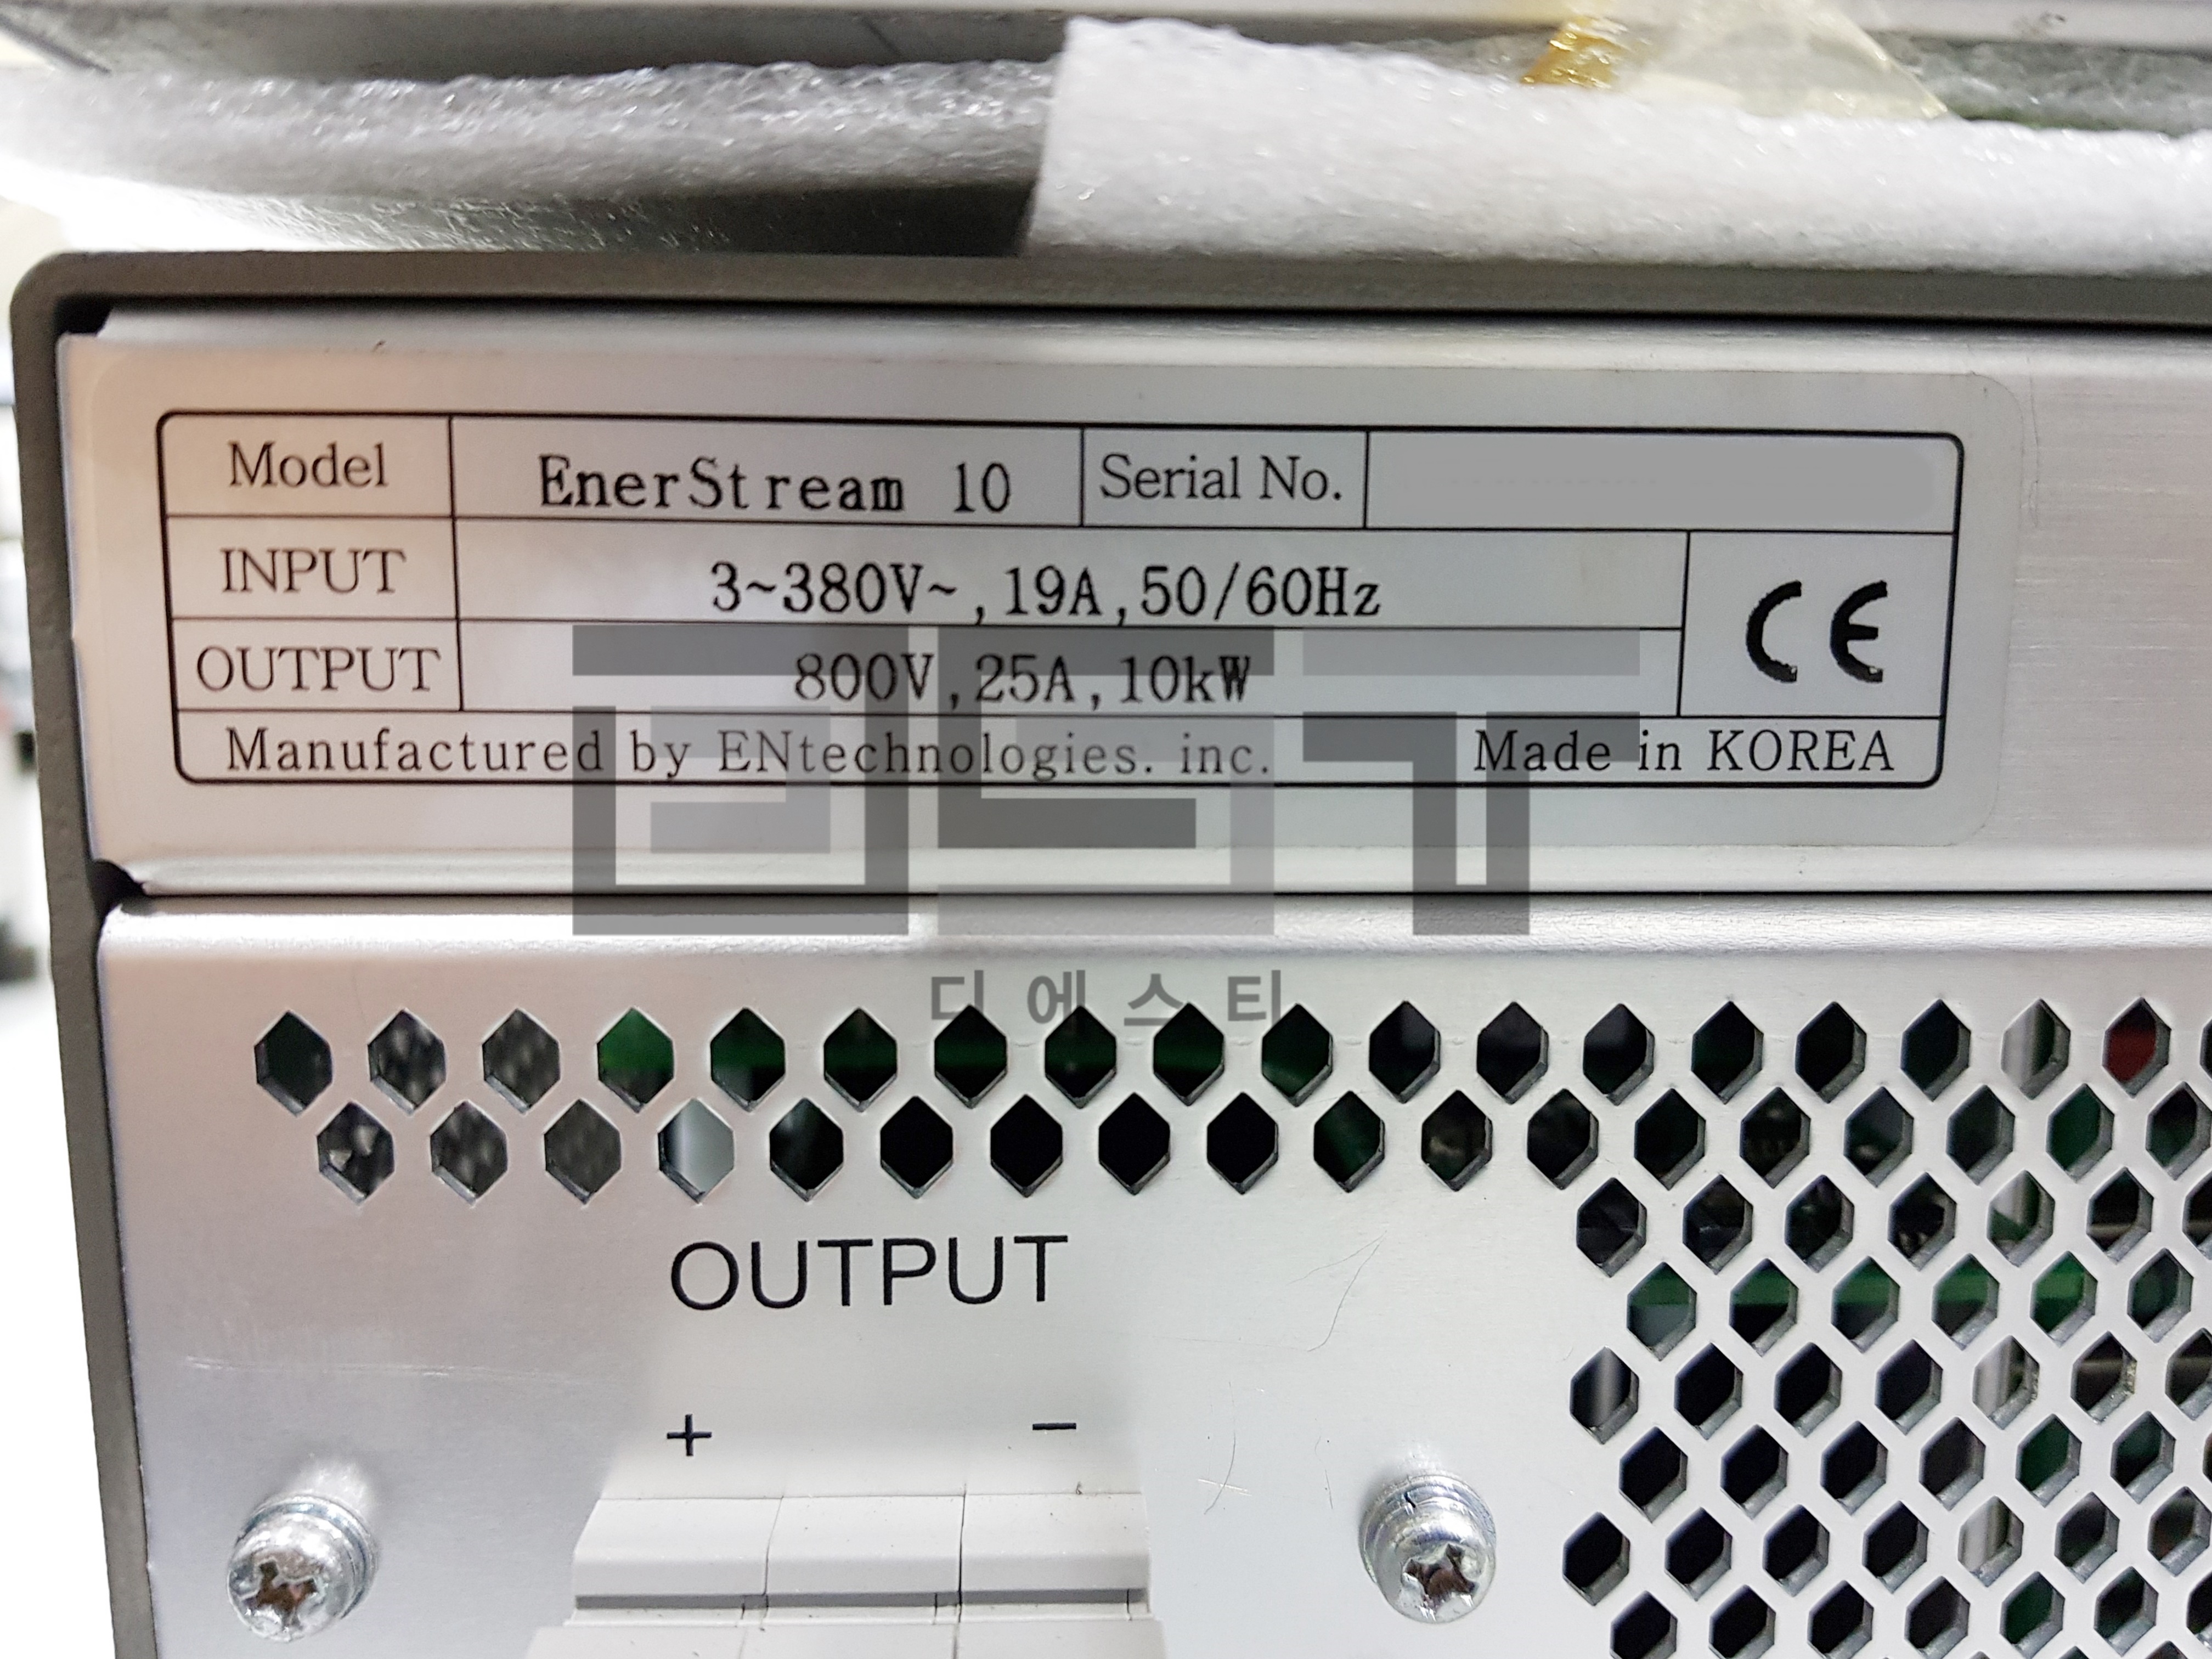 Model EnerStream 10 Serial No.
INPUT 3~380V~,19A,50/60Hz
CE
OUTPUT 800V,25A,10kW
Manufactured by ENtechnologies. inc. Made in KOREA
DST
디에스티
OUTPUT
+ −